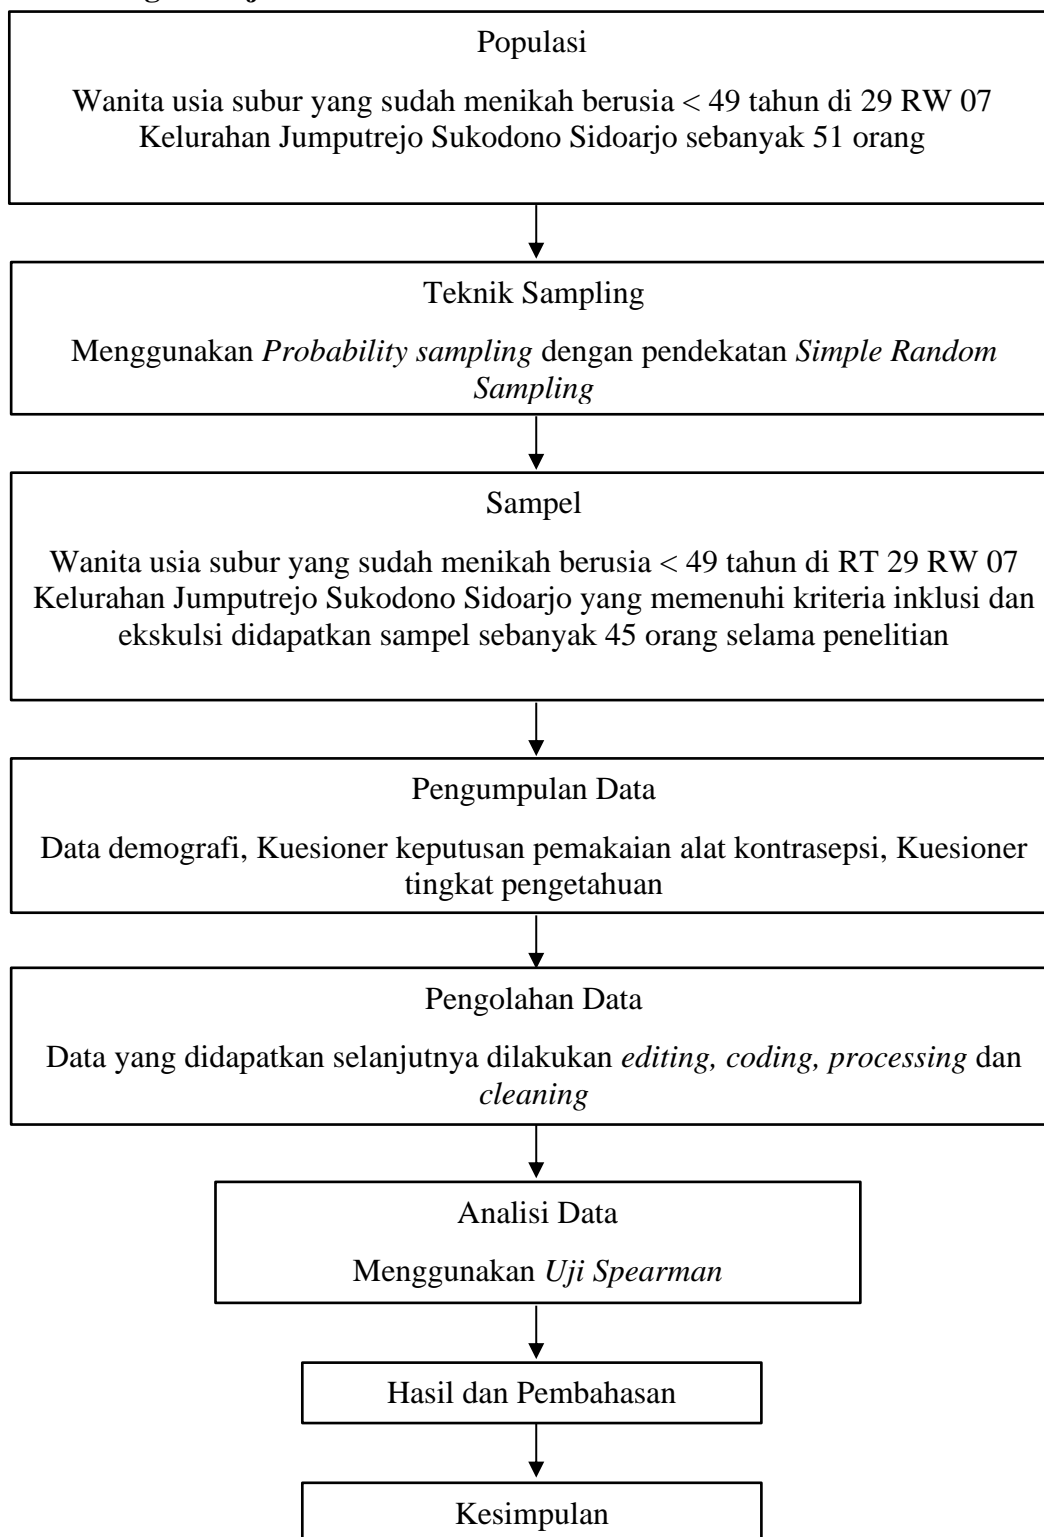 Populasi
Wanita usia subur yang sudah menikah berusia < 49 tahun di 29 RW 07
Kelurahan Jumputrejo Sukodono Sidoarjo sebanyak 51 orang
Teknik Sampling
Menggunakan Probability sampling dengan pendekatan Simple Random
Sampling
Sampel
Wanita usia subur yang sudah menikah berusia < 49 tahun di RT 29 RW 07
Kelurahan Jumputrejo Sukodono Sidoarjo yang memenuhi kriteria inklusi dan
ekskulsi didapatkan sampel sebanyak 45 orang selama penelitian
Pengumpulan Data
Data demografi, Kuesioner keputusan pemakaian alat kontrasepsi, Kuesioner
tingkat pengetahuan
Pengolahan Data
Data yang didapatkan selanjutnya dilakukan editing, coding, processing dan
cleaning
Analisi Data
Menggunakan Uji Spearman
Hasil dan Pembahasan
Kesimpulan